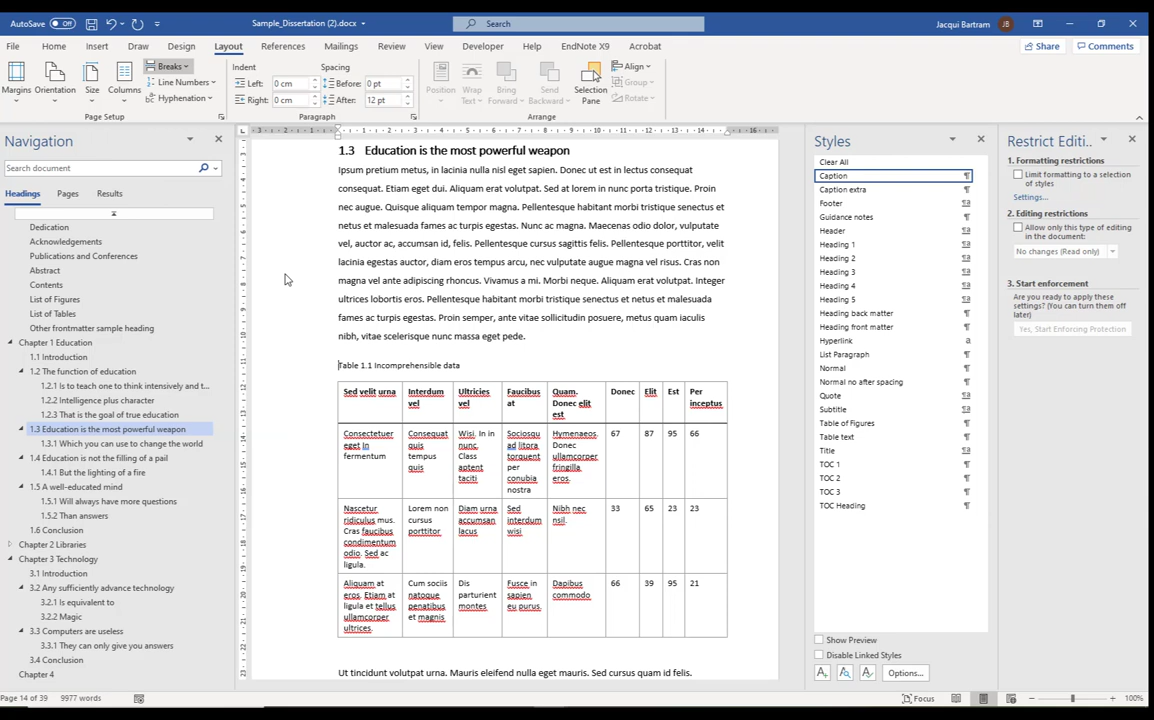 AutoSave Off Sample_Dissertation (2).docx Search Jacqui Bartram JB
File Home Insert Draw Design Layout References Mailings Review View Developer Help EndNote X9 Acrobat Share Comments
Margins Orientation Size Columns
Breaks
Line Numbers
Hyphenation
Page Setup
Indent Spacing
Left: 0 cm Before: 0 pt
Right: 0 cm After: 12 pt
Paragraph
Position Wrap Text Bring Forward Send Backward Selection Pane
Align
Group
Rotate
Arrange
Navigation
Search document
Headings Pages Results
Dedication
Acknowledgements
Publications and Conferences
Abstract
Contents
List of Figures
List of Tables
Other frontmatter sample heading
Chapter 1 Education
1.1 Introduction
1.2 The function of education
1.2.1 Is to teach one to think intensively and t...
1.2.2 Intelligence plus character
1.2.3 That is the goal of true education
1.3 Education is the most powerful weapon
1.3.1 Which you can use to change the world
1.4 Education is not the filling of a pail
1.4.1 But the lighting of a fire
1.5 A well-educated mind
1.5.1 Will always have more questions
1.5.2 Than answers
1.6 Conclusion
Chapter 2 Libraries
Chapter 3 Technology
3.1 Introduction
3.2 Any sufficiently advance technology
3.2.1 Is equivalent to
3.2.2 Magic
3.3 Computers are useless
3.3.1 They can only give you answers
3.4 Conclusion
Chapter 4
1.3 Education is the most powerful weapon
Ipsum pretium metus, in lacinia nulla nisl eget sapien. Donec ut est in lectus consequat
consequat. Etiam eget dui. Aliquam erat volutpat. Sed at lorem in nunc porta tristique. Proin
nec augue. Quisque aliquam tempor magna. Pellentesque habitant morbi tristique senectus et
netus et malesuada fames ac turpis egestas. Nunc ac magna. Maecenas odio dolor, vulputate
vel, auctor ac, accumsan id, felis. Pellentesque cursus sagittis felis. Pellentesque porttitor, velit
lacinia egestas auctor, diam eros tempus arcu, nec vulputate augue magna vel risus. Cras non
magna vel ante adipiscing rhoncus. Vivamus a mi. Morbi neque. Aliquam erat volutpat. Integer
ultrices lobortis eros. Pellentesque habitant morbi tristique senectus et netus et malesuada
fames ac turpis egestas. Proin semper, ante vitae sollicitudin posuere, metus quam iaculis
nibh, vitae scelerisque nunc massa eget pede.
Table 1.1 Incomprehensible data
Sed velit urna Interdum vel Ultricies vel Faucibus at Quam. Donec elit est Donec Elit Est Per inceptus
Consectetuer eget In fermentum Consequat quis tempus quis Wisi. In in nunc. Class aptent taciti Sociosqu ad litora torquent per conubia nostra Hymenaeos. Donec ullamcorper fringilla eros. 67 87 95 66
Nascetur ridiculus mus. Cras faucibus condimentum odio. Sed ac ligula. Lorem non cursus porttitor Diam urna accumsan lacus Sed interdum wisi Nibh nec nsil. 33 65 23 23
Aliquam at eros. Etiam at ligula et tellus ullamcorper ultrices. Cum sociis natoque penatibus et magnis Dis parturient montes Fusce in sapien eu purus. Dapibus commodo 66 39 95 21
Ut tincidunt volutpat urna. Mauris eleifend nulla eget mauris. Sed cursus quam id felis.
Styles
Clear All
Caption
Caption extra
Footer
Guidance notes
Header
Heading 1
Heading 2
Heading 3
Heading 4
Heading 5
Heading back matter
Heading front matter
Hyperlink
List Paragraph
Normal
Normal no after spacing
Quote
Subtitle
Table of Figures
Table text
Title
TOC 1
TOC 2
TOC 3
TOC Heading
Show Preview
Disable Linked Styles
Options...
Restrict Editi...
1. Formatting restrictions
Limit formatting to a selection
of styles
Settings...
2. Editing restrictions
Allow only this type of editing
in the document:
No changes (Read only)
3. Start enforcement
Are you ready to apply these
settings? (You can turn them off
later)
Yes, Start Enforcing Protection
Page 14 of 39 9977 words Focus 100%